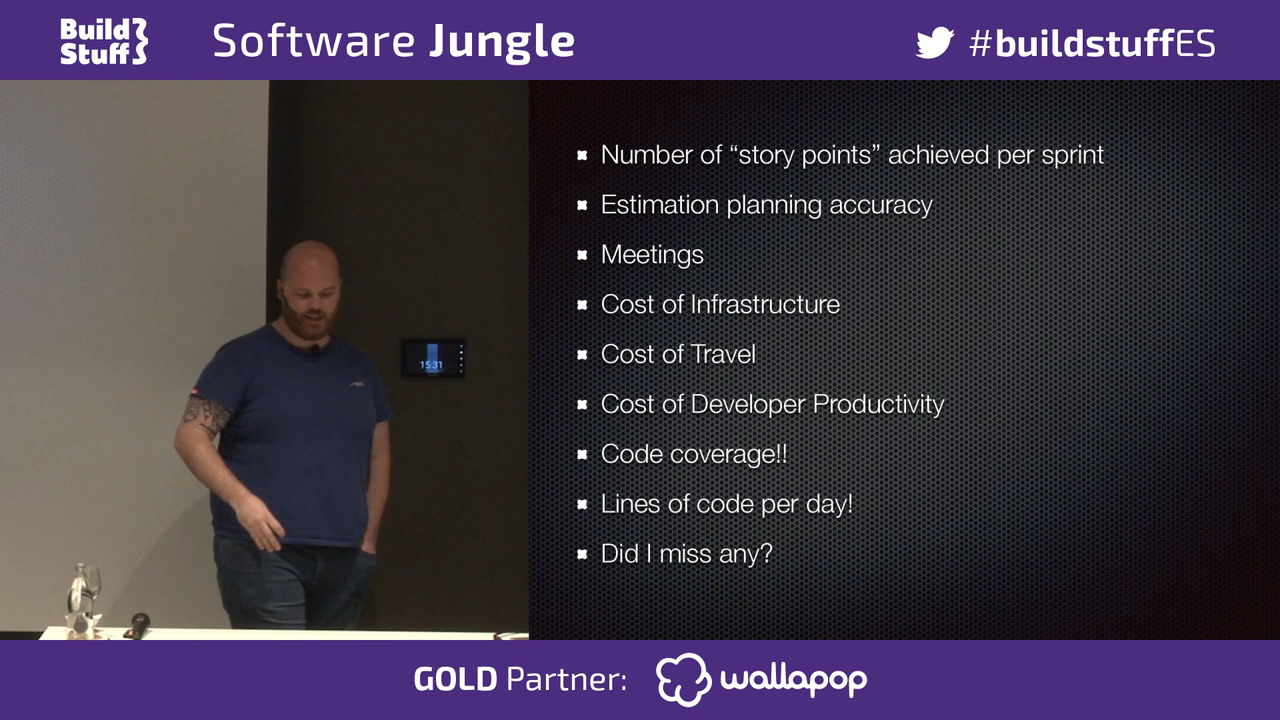 Build
Stuff
Software Jungle
#buildstuffES
Number of “story points” achieved per sprint
Estimation planning accuracy
Meetings
Cost of Infrastructure
Cost of Travel
Cost of Developer Productivity
Code coverage!!
Lines of code per day!
Did I miss any?
15:31
GOLD Partner:
wallapop